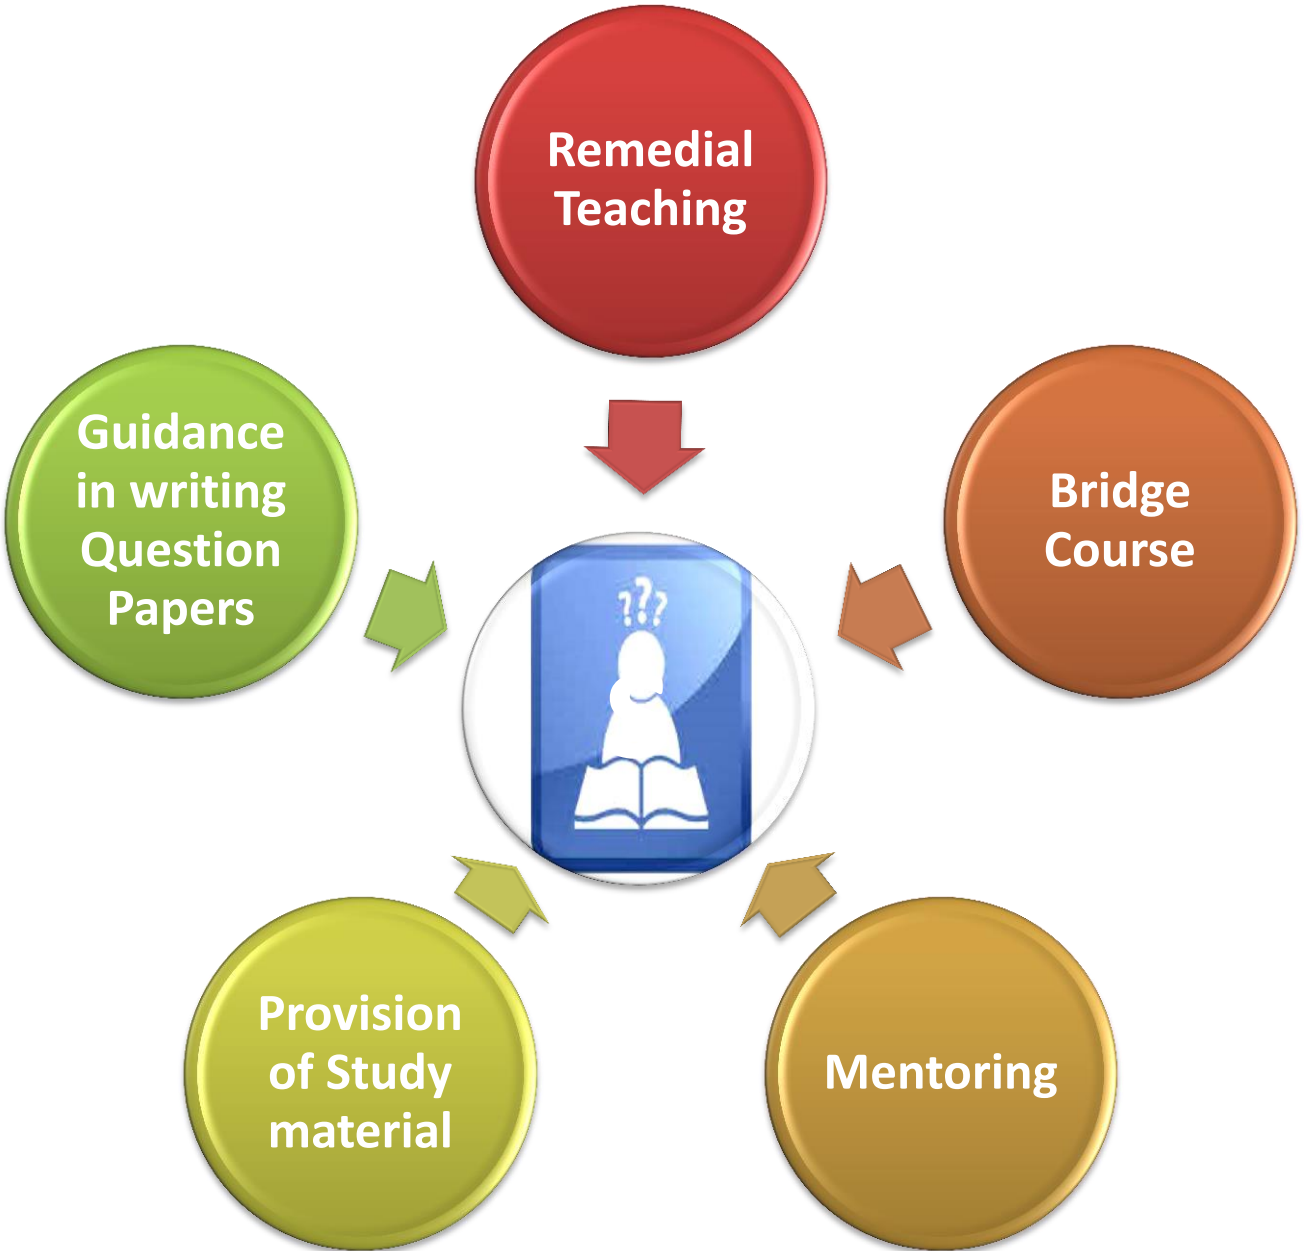 Remedial
Teaching
Guidance
in writing
Question
Papers
Bridge
Course
???
Provision
of Study
material
Mentoring